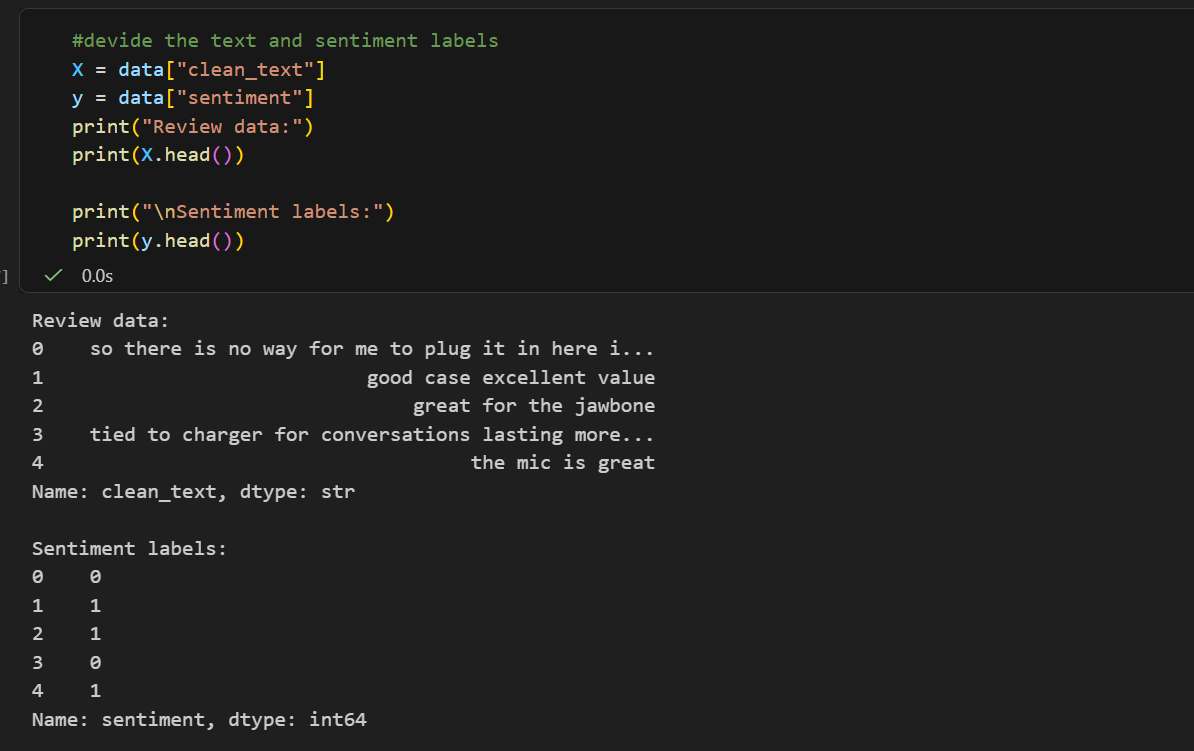 #devide the text and sentiment labels
X = data["clean_text"]
y = data["sentiment"]
print("Review data:")
print(X.head())
print("\nSentiment labels:")
print(y.head())
]
0.0s
Review data:
0    so there is no way for me to plug it in here i...
1                            good case excellent value
2                                great for the jawbone
3    tied to charger for conversations lasting more...
4                                     the mic is great
Name: clean_text, dtype: str
Sentiment labels:
0    0
1    1
2    1
3    0
4    1
Name: sentiment, dtype: int64